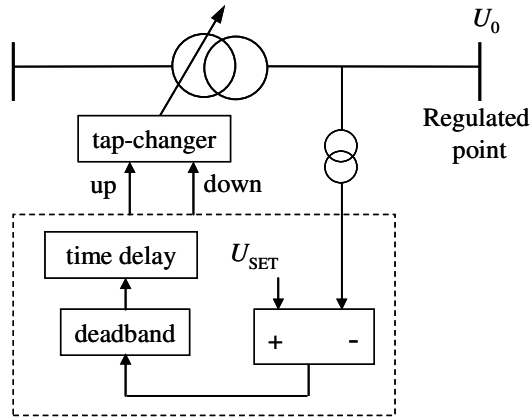 U₀
Regulated
point
tap-changer
up
down
time delay
U_SET
deadband
+ -